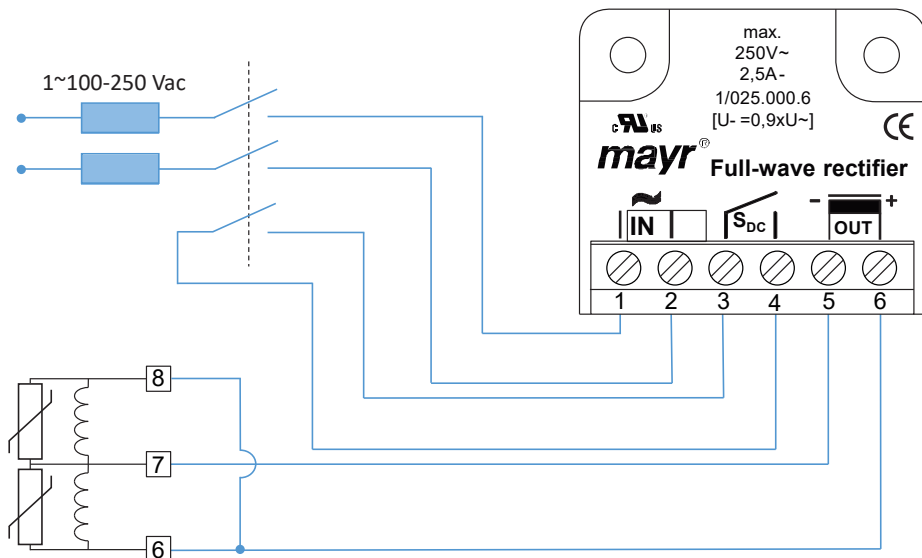 1~100-250 Vac
max.
250V~
2,5A-
1/025.000.6
[U- =0,9xU~]
c RU US
CE
mayr ®
Full-wave rectifier
~
IN
SDC
- +
OUT
1 2 3 4 5 6
8
7
6